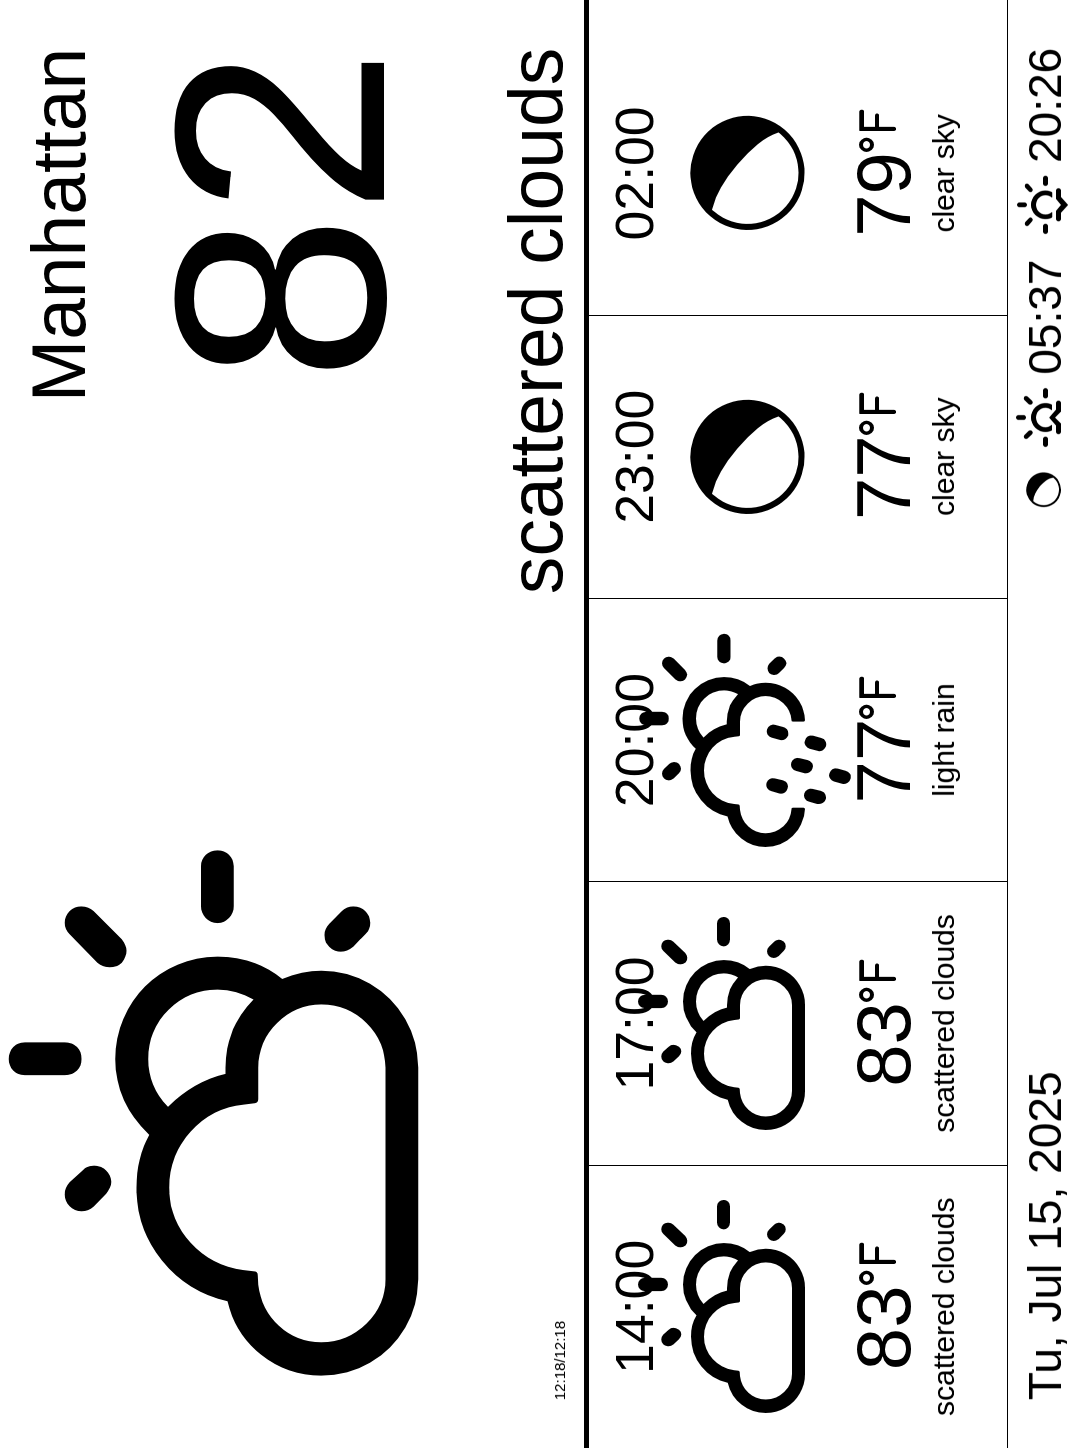 Manhattan
82
scattered clouds
12:18/12:18
14:00 17:00 20:00 23:00 02:00
83°F 83°F 77°F 77°F 79°F
scattered clouds scattered clouds light rain clear sky clear sky
Tu, Jul 15, 2025 05:37 20:26